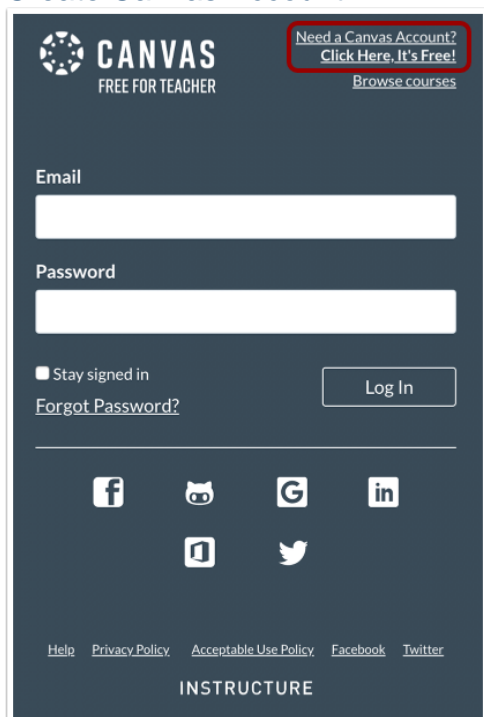 CANVAS
FREE FOR TEACHER
Need a Canvas Account?
Click Here, It's Free!
Browse courses
Email
Password
Stay signed in
Forgot Password?
Log In
Help Privacy Policy Acceptable Use Policy Facebook Twitter
INSTRUCTURE